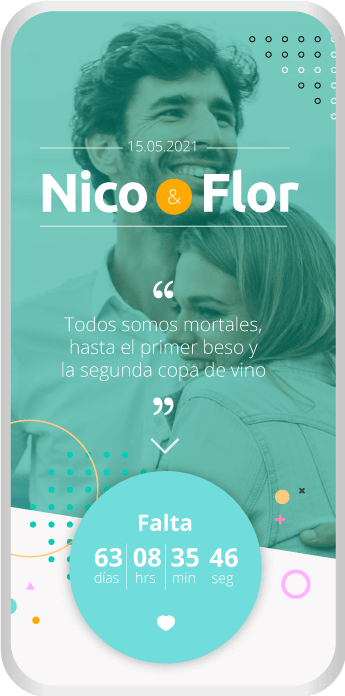 15.05.2021
Nico & Flor
“
Todos somos mortales,
hasta el primer beso y
la segunda copa de vino
”
Falta
63 08 35 46
días hrs min seg